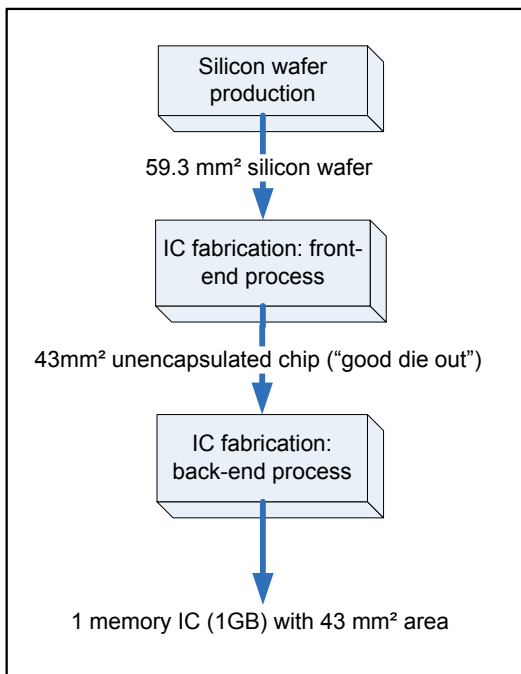 Silicon wafer
production
59.3 mm² silicon wafer
IC fabrication: front-
end process
43mm² unencapsulated chip (“good die out”)
IC fabrication:
back-end process
1 memory IC (1GB) with 43 mm² area